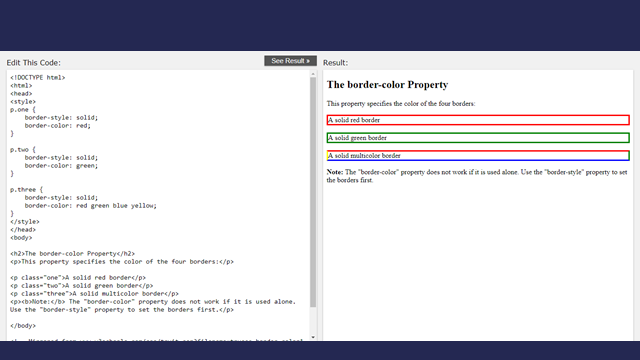 Edit This Code:
See Result »
Result:
<!DOCTYPE html>
<html>
<head>
<style>
p.one {
    border-style: solid;
    border-color: red;
}

p.two {
    border-style: solid;
    border-color: green;
}

p.three {
    border-style: solid;
    border-color: red green blue yellow;
}
</style>
</head>
<body>

<h2>The border-color Property</h2>
<p>This property specifies the color of the four borders:</p>

<p class="one">A solid red border</p>
<p class="two">A solid green border</p>
<p class="three">A solid multicolor border</p>
<p><b>Note:</b> The "border-color" property does not work if it is used alone.
Use the "border-style" property to set the borders first.</p>

</body>

The border-color Property
This property specifies the color of the four borders:
A solid red border
A solid green border
A solid multicolor border
Note: The "border-color" property does not work if it is used alone. Use the "border-style" property to set
the borders first.